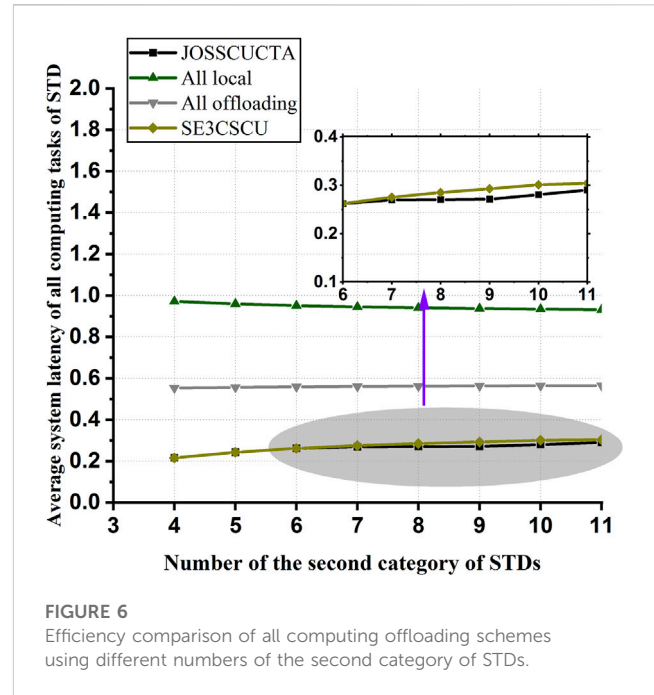 JOSSCUCTA
All local
All offloading
SE3CSCU
Average system latency of all computing tasks of STD
2.0
1.8
1.6
1.4
1.2
1.0
0.8
0.6
0.4
0.2
0.0
0.4
0.3
0.2
0.1
6 7 8 9 10 11
3 4 5 6 7 8 9 10 11
Number of the second category of STDs
FIGURE 6
Efficiency comparison of all computing offloading schemes
using different numbers of the second category of STDs.